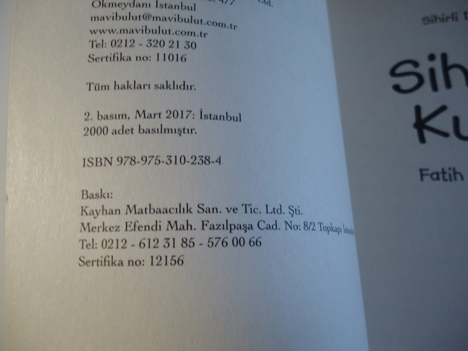 Okmeydanı İstanbul
mavibulut@mavibulut.com.tr
www.mavibulut.com.tr
Tel: 0212 - 320 21 30
Sertifika no: 11016
Tüm hakları saklıdır.
2. basım, Mart 2017: İstanbul
2000 adet basılmıştır.
ISBN 978-975-310-238-4
Baskı:
Kayhan Matbaacılık San. ve Tic. Ltd. Şti.
Merkez Efendi Mah. Fazılpaşa Cad. No: 8/2 Topkapı
Tel: 0212 - 612 31 85 - 576 00 66
Sertifika no: 12156
Sihirli
Sih
Ku
Fatih